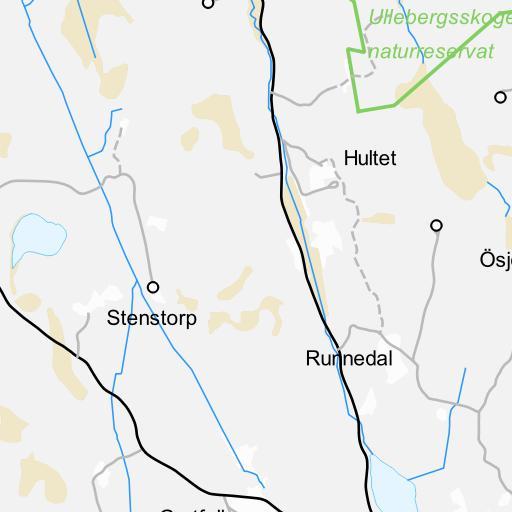 Ullebergsskoge
naturreservat
Hultet
Ösj
Stenstorp
Runnedal